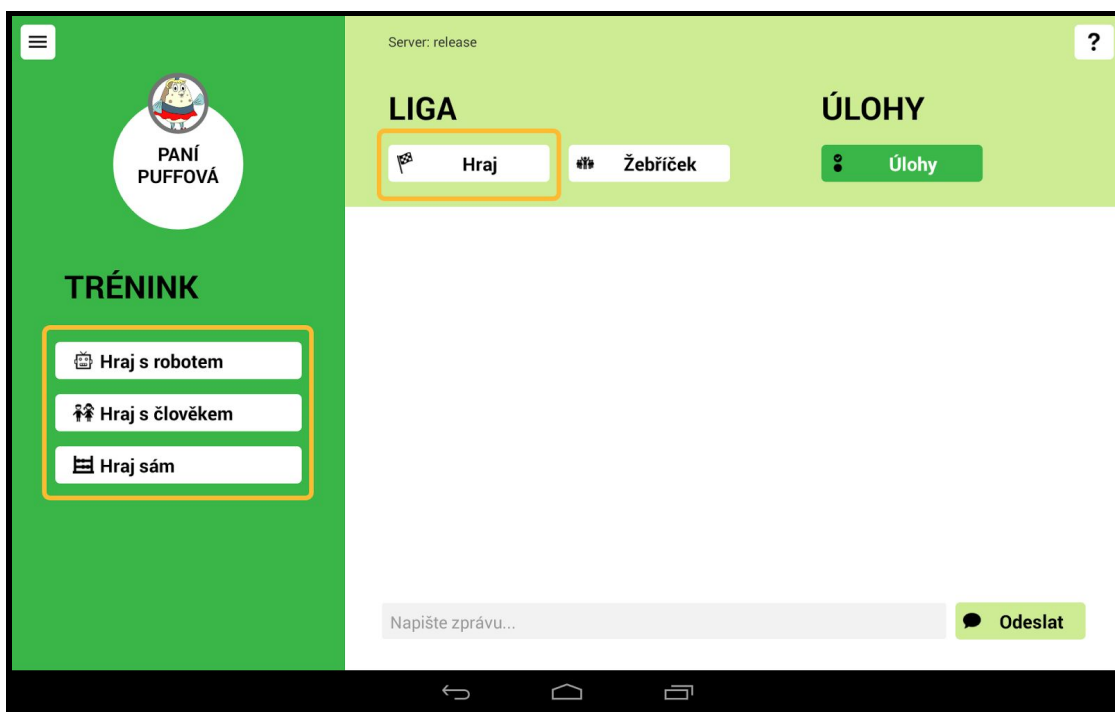 PANÍ
PUFFOVÁ
TRÉNINK
Hraj s robotem
Hraj s člověkem
Hraj sám
Server: release
?
LIGA
ÚLOHY
Hraj
Žebříček
Úlohy
Napište zprávu...
Odeslat